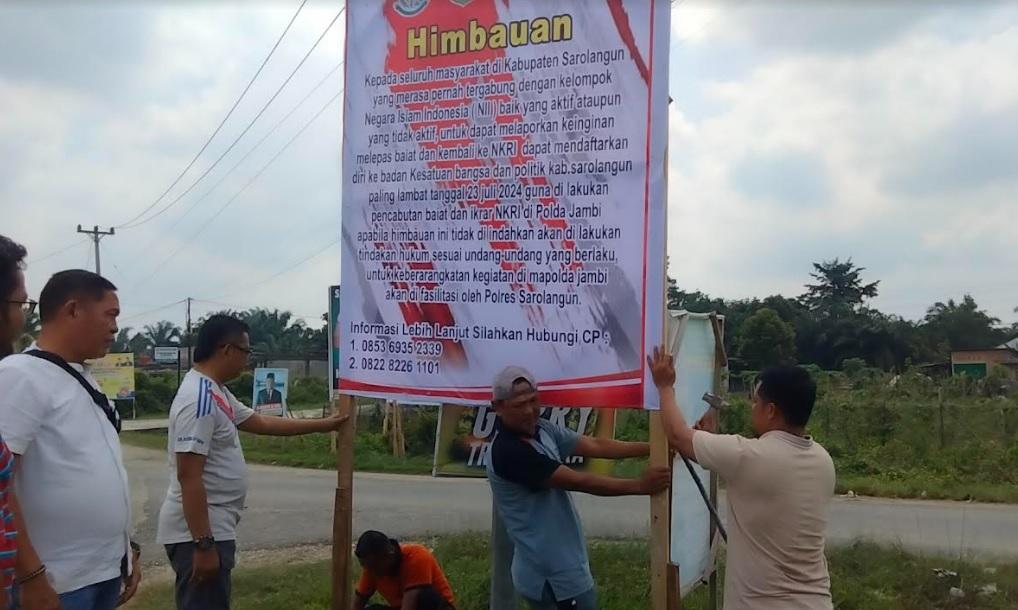 Himbauan
Kepada seluruh masyarakat di Kabupaten Sarolangun
yang merasa pernah tergabung dengan kelompok
Negara Islam Indonesia ( NII ) baik yang aktif ataupun
yang tidak aktif, untuk dapat melaporkan keinginan
melepas baiat dan kembali ke NKRI dapat mendaftarkan
diri ke badan Kesatuan bangsa dan politik kab.sarolangun
paling lambat tanggal 23 juli 2024 guna di lakukan
pencabutan baiat dan ikrar NKRI di Polda Jambi
apabila himbauan ini tidak di indahkan akan di lakukan
tindakan hukum sesuai undang-undang yang berlaku,
untuk keberarangkatan kegiatan di mapolda jambi
akan di fasilitasi oleh Polres Sarolangun.
Informasi Lebih Lanjut Silahkan Hubungi CP :
1. 0853 6935 2339
2. 0822 8226 1101